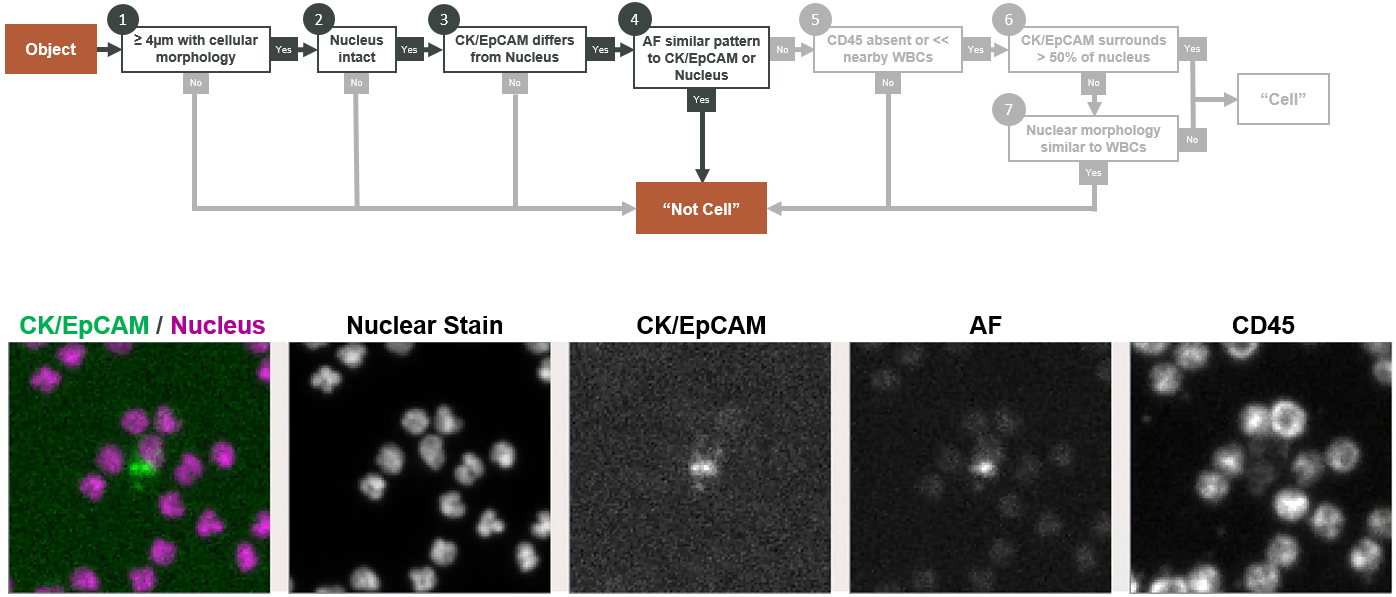 1
2
3
4
5
6
Object
≥ 4µm with cellular
morphology
Yes
Nucleus
intact
Yes
CK/EpCAM differs
from Nucleus
Yes
AF similar pattern
to CK/EpCAM or
Nucleus
No
CD45 absent or <<
nearby WBCs
Yes
CK/EpCAM surrounds
> 50% of nucleus
Yes
No
No
No
Yes
No
No
7
Nuclear morphology
similar to WBCs
No
Yes
“Cell”
“Not Cell”
CK/EpCAM / Nucleus
Nuclear Stain
CK/EpCAM
AF
CD45